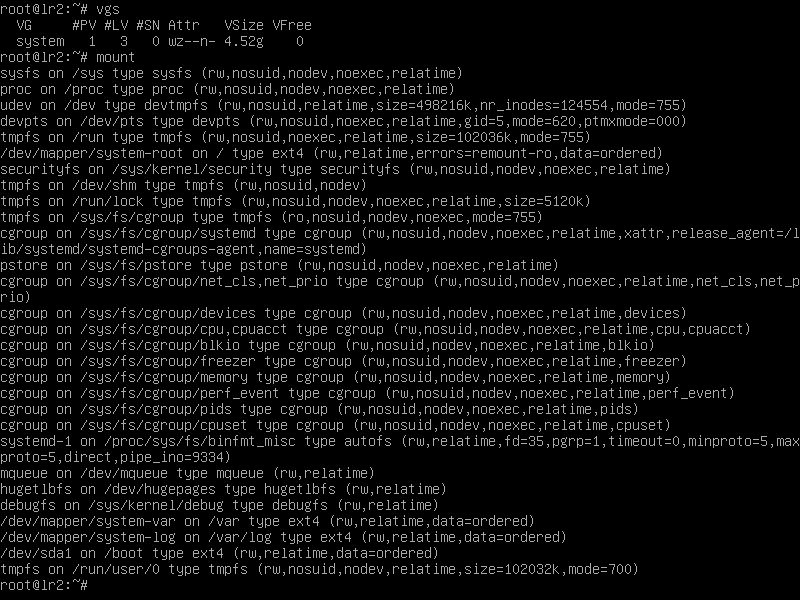 root@lr2:~# vgs
  VG     #PV #LV #SN Attr   VSize VFree
  system   1   3   0 wz--n- 4.52g    0
root@lr2:~# mount
sysfs on /sys type sysfs (rw,nosuid,nodev,noexec,relatime)
proc on /proc type proc (rw,nosuid,nodev,noexec,relatime)
udev on /dev type devtmpfs (rw,nosuid,relatime,size=498216k,nr_inodes=124554,mode=755)
devpts on /dev/pts type devpts (rw,nosuid,noexec,relatime,gid=5,mode=620,ptmxmode=000)
tmpfs on /run type tmpfs (rw,nosuid,noexec,relatime,size=102036k,mode=755)
/dev/mapper/system-root on / type ext4 (rw,relatime,errors=remount-ro,data=ordered)
securityfs on /sys/kernel/security type securityfs (rw,nosuid,nodev,noexec,relatime)
tmpfs on /dev/shm type tmpfs (rw,nosuid,nodev)
tmpfs on /run/lock type tmpfs (rw,nosuid,nodev,noexec,relatime,size=5120k)
tmpfs on /sys/fs/cgroup type tmpfs (ro,nosuid,nodev,noexec,mode=755)
cgroup on /sys/fs/cgroup/systemd type cgroup (rw,nosuid,nodev,noexec,relatime,xattr,release_agent=/l
ib/systemd/systemd-cgroups-agent,name=systemd)
pstore on /sys/fs/pstore type pstore (rw,nosuid,nodev,noexec,relatime)
cgroup on /sys/fs/cgroup/net_cls,net_prio type cgroup (rw,nosuid,nodev,noexec,relatime,net_cls,net_p
rio)
cgroup on /sys/fs/cgroup/devices type cgroup (rw,nosuid,nodev,noexec,relatime,devices)
cgroup on /sys/fs/cgroup/cpu,cpuacct type cgroup (rw,nosuid,nodev,noexec,relatime,cpu,cpuacct)
cgroup on /sys/fs/cgroup/blkio type cgroup (rw,nosuid,nodev,noexec,relatime,blkio)
cgroup on /sys/fs/cgroup/freezer type cgroup (rw,nosuid,nodev,noexec,relatime,freezer)
cgroup on /sys/fs/cgroup/memory type cgroup (rw,nosuid,nodev,noexec,relatime,memory)
cgroup on /sys/fs/cgroup/perf_event type cgroup (rw,nosuid,nodev,noexec,relatime,perf_event)
cgroup on /sys/fs/cgroup/pids type cgroup (rw,nosuid,nodev,noexec,relatime,pids)
cgroup on /sys/fs/cgroup/cpuset type cgroup (rw,nosuid,nodev,noexec,relatime,cpuset)
systemd-1 on /proc/sys/fs/binfmt_misc type autofs (rw,relatime,fd=35,pgrp=1,timeout=0,minproto=5,max
proto=5,direct,pipe_ino=9334)
mqueue on /dev/mqueue type mqueue (rw,relatime)
hugetlbfs on /dev/hugepages type hugetlbfs (rw,relatime)
debugfs on /sys/kernel/debug type debugfs (rw,relatime)
/dev/mapper/system-var on /var type ext4 (rw,relatime,data=ordered)
/dev/mapper/system-log on /var/log type ext4 (rw,relatime,data=ordered)
/dev/sda1 on /boot type ext4 (rw,relatime,data=ordered)
tmpfs on /run/user/0 type tmpfs (rw,nosuid,nodev,relatime,size=102032k,mode=700)
root@lr2:~#